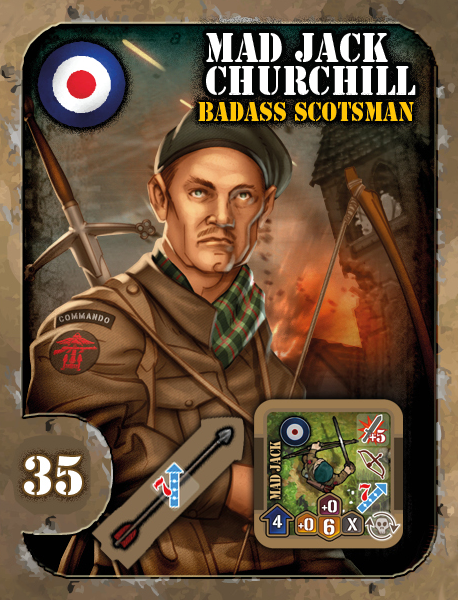 MAD JACK
CHURCHILL
BADASS SCOTSMAN
COMMANDO
35
7
MAD JACK
+5
7
+0
4
+0
6
X